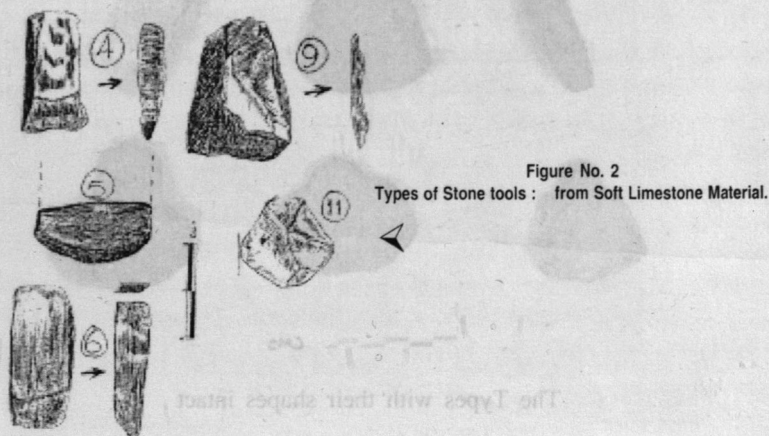 4
9
Figure No. 2
Types of Stone tools : from Soft Limestone Material.
5
11
6
The Types with their shapes intact,